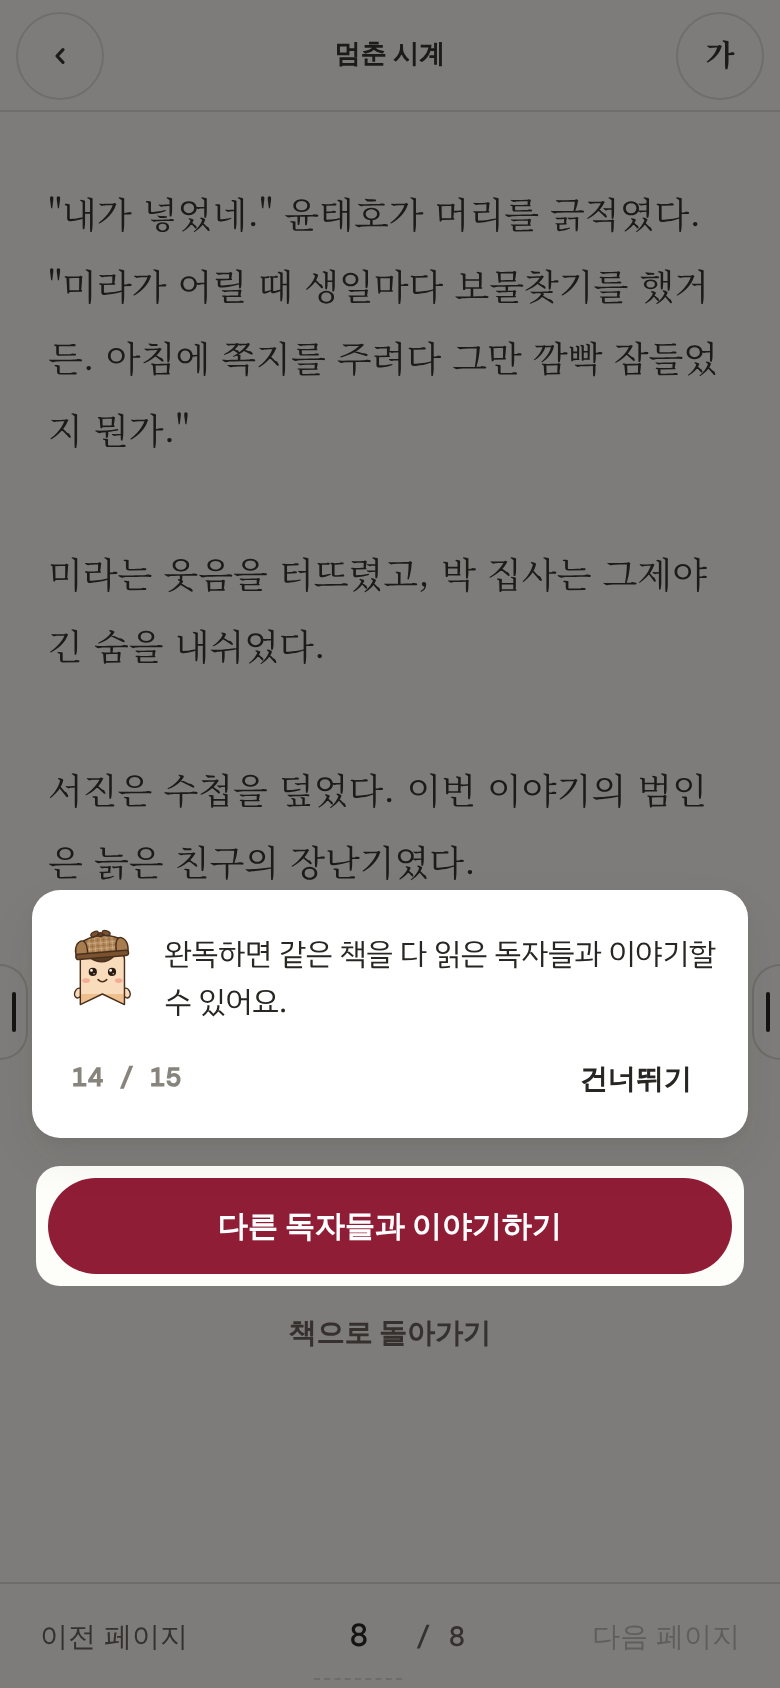 멈춘 시계
가
"내가 넣었네." 윤태호가 머리를 긁적였다.
"미라가 어릴 때 생일마다 보물찾기를 했거
든. 아침에 쪽지를 주려다 그만 깜빡 잠들었
지 뭔가."
미라는 웃음을 터뜨렸고, 박 집사는 그제야
긴 숨을 내쉬었다.
서진은 수첩을 덮었다. 이번 이야기의 범인
은 늙은 친구의 장난기였다.
완독하면 같은 책을 다 읽은 독자들과 이야기할
수 있어요.
14 / 15
건너뛰기
다른 독자들과 이야기하기
책으로 돌아가기
이전 페이지
8 / 8
다음 페이지